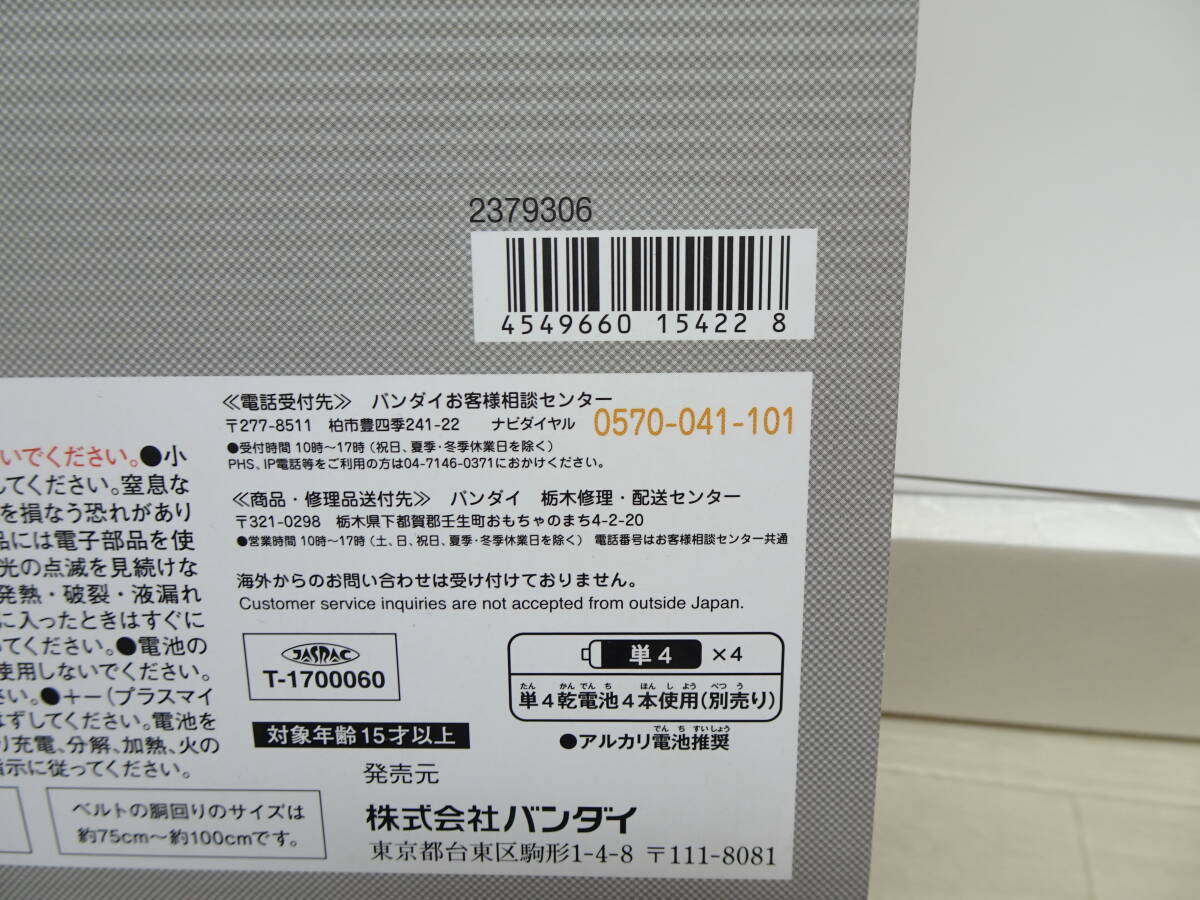 2379306
4549660 154228
≪電話受付先≫ バンダイお客様相談センター
〒277-8511 柏市豊四季241-22 ナビダイヤル 0570-041-101
●受付時間 10時〜17時（祝日、夏季・冬季休業日を除く）
PHS、IP電話等をご利用の方は04-7146-0371におかけください。
≪商品・修理品送付先≫ バンダイ 栃木修理・配送センター
〒321-0298 栃木県下都賀郡壬生町おもちゃのまち4-2-20
●営業時間 10時〜17時（土、日、祝日、夏季・冬季休業日を除く） 電話番号はお客様相談センター共通
海外からのお問い合わせは受け付けておりません。
Customer service inquiries are not accepted from outside Japan.
いでください。●小
してください。窒息な
を損なう恐れがあり
品には電子部品を使
光の点滅を見続けな
発熱・破裂・液漏れ
に入ったときはすぐに
ってください。●電池の
使用しないでください。
さい。●+−(プラスマイ
はずしてください。電池を
り充電、分解、加熱、火の
指示に従ってください。
JASRAC
T-1700060
単4 ×4
単4乾電池4本使用(別売り)
●アルカリ電池推奨
対象年齢15才以上
発売元
株式会社バンダイ
東京都台東区駒形1-4-8 〒111-8081
ベルトの胴回りのサイズは
約75cm〜約100cmです。